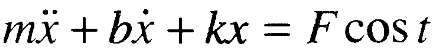 mẍ + bẋ + kx = F cos t